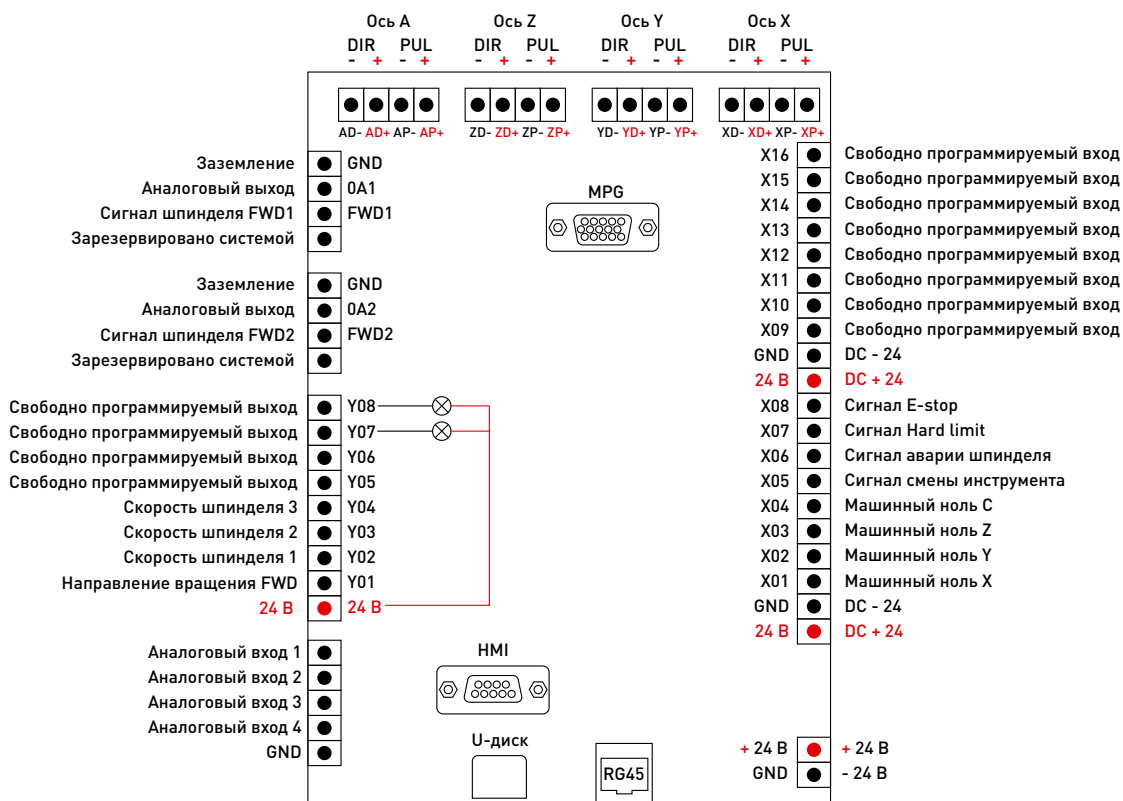 Ось A Ось Z Ось Y Ось X
DIR PUL DIR PUL DIR PUL DIR PUL
- + - + - + - + - + - + - + - +
AD- AD+ AP- AP+ ZD- ZD+ ZP- ZP+ YD- YD+ YP- YP+ XD- XD+ XP- XP+
Заземление GND
Аналоговый выход 0A1
Сигнал шпинделя FWD1 FWD1
Зарезервировано системой
Заземление GND
Аналоговый выход 0A2
Сигнал шпинделя FWD2 FWD2
Зарезервировано системой
Свободно программируемый выход Y08
Свободно программируемый выход Y07
Свободно программируемый выход Y06
Свободно программируемый выход Y05
Скорость шпинделя 3 Y04
Скорость шпинделя 2 Y03
Скорость шпинделя 1 Y02
Направление вращения FWD Y01
24 В 24 В
Аналоговый вход 1
Аналоговый вход 2
Аналоговый вход 3
Аналоговый вход 4
GND
MPG
HMI
U-диск
RG45
X16 Свободно программируемый вход
X15 Свободно программируемый вход
X14 Свободно программируемый вход
X13 Свободно программируемый вход
X12 Свободно программируемый вход
X11 Свободно программируемый вход
X10 Свободно программируемый вход
X09 Свободно программируемый вход
GND DC - 24
24 В DC + 24
X08 Сигнал E-stop
X07 Сигнал Hard limit
X06 Сигнал аварии шпинделя
X05 Сигнал смены инструмента
X04 Машинный ноль C
X03 Машинный ноль Z
X02 Машинный ноль Y
X01 Машинный ноль X
GND DC - 24
24 В DC + 24
+ 24 В + 24 В
GND - 24 В